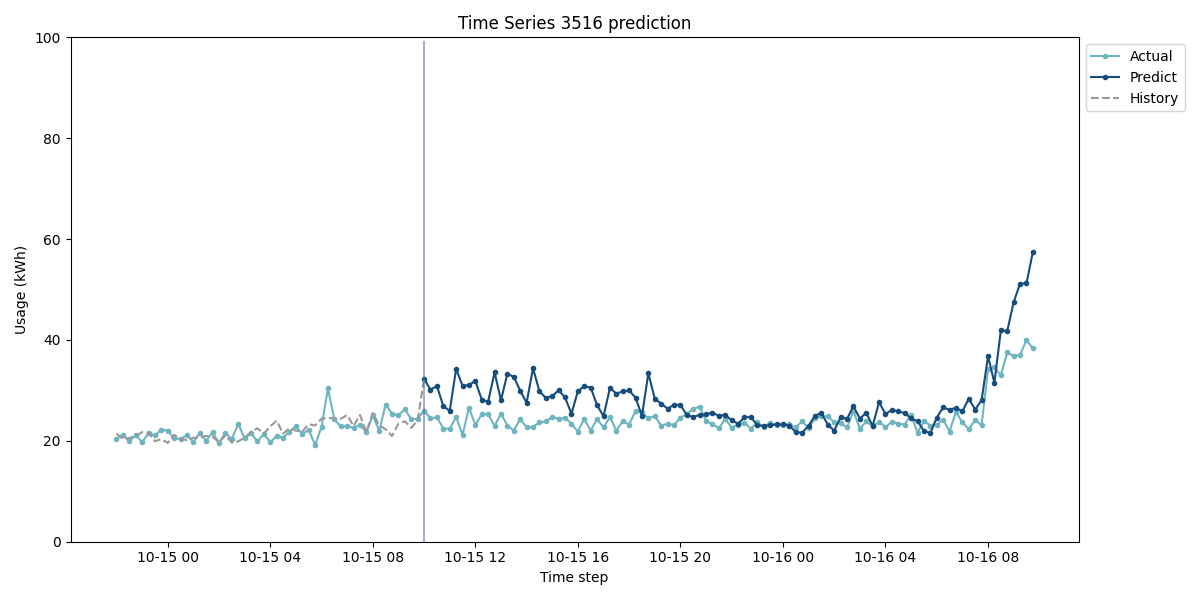 Time Series 3516 prediction
100
80
60
40
20
0
Usage (kWh)
10-15 00
10-15 04
10-15 08
10-15 12
10-15 16
10-15 20
10-16 00
10-16 04
10-16 08
Time step
Actual
Predict
History